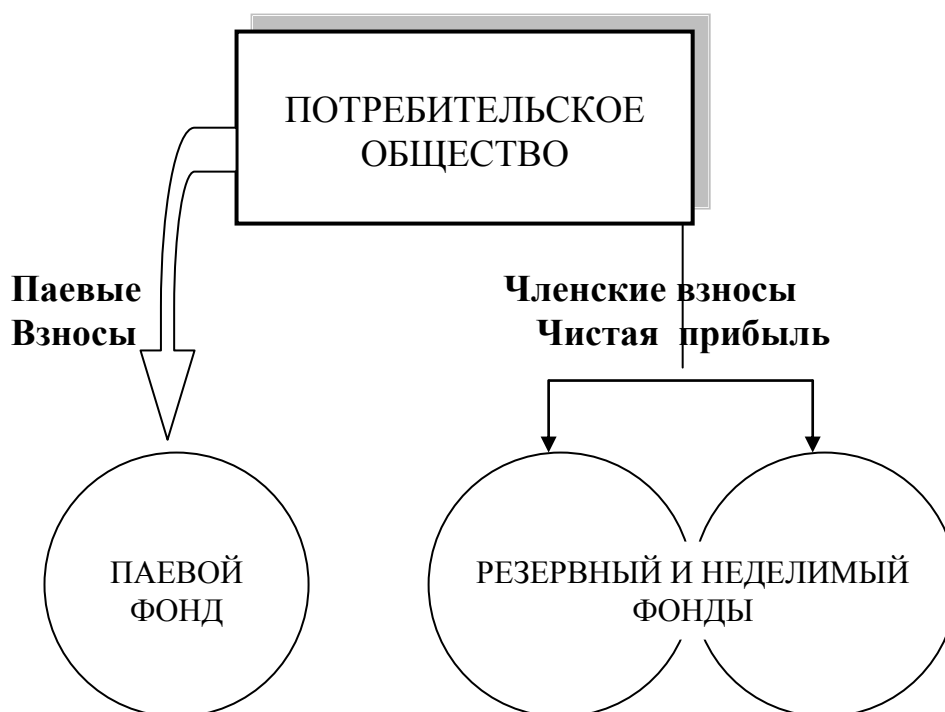 ПОТРЕБИТЕЛЬСКОЕ
ОБЩЕСТВО
Паевые
Взносы
Членские взносы
Чистая прибыль
ПАЕВОЙ
ФОНД
РЕЗЕРВНЫЙ И НЕДЕЛИМЫЙ
ФОНДЫ